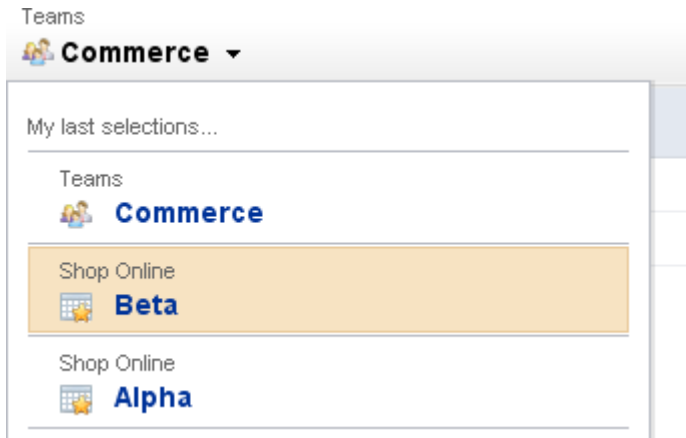 Teams
Commerce
My last selections...
Teams
Commerce
Shop Online
Beta
Shop Online
Alpha